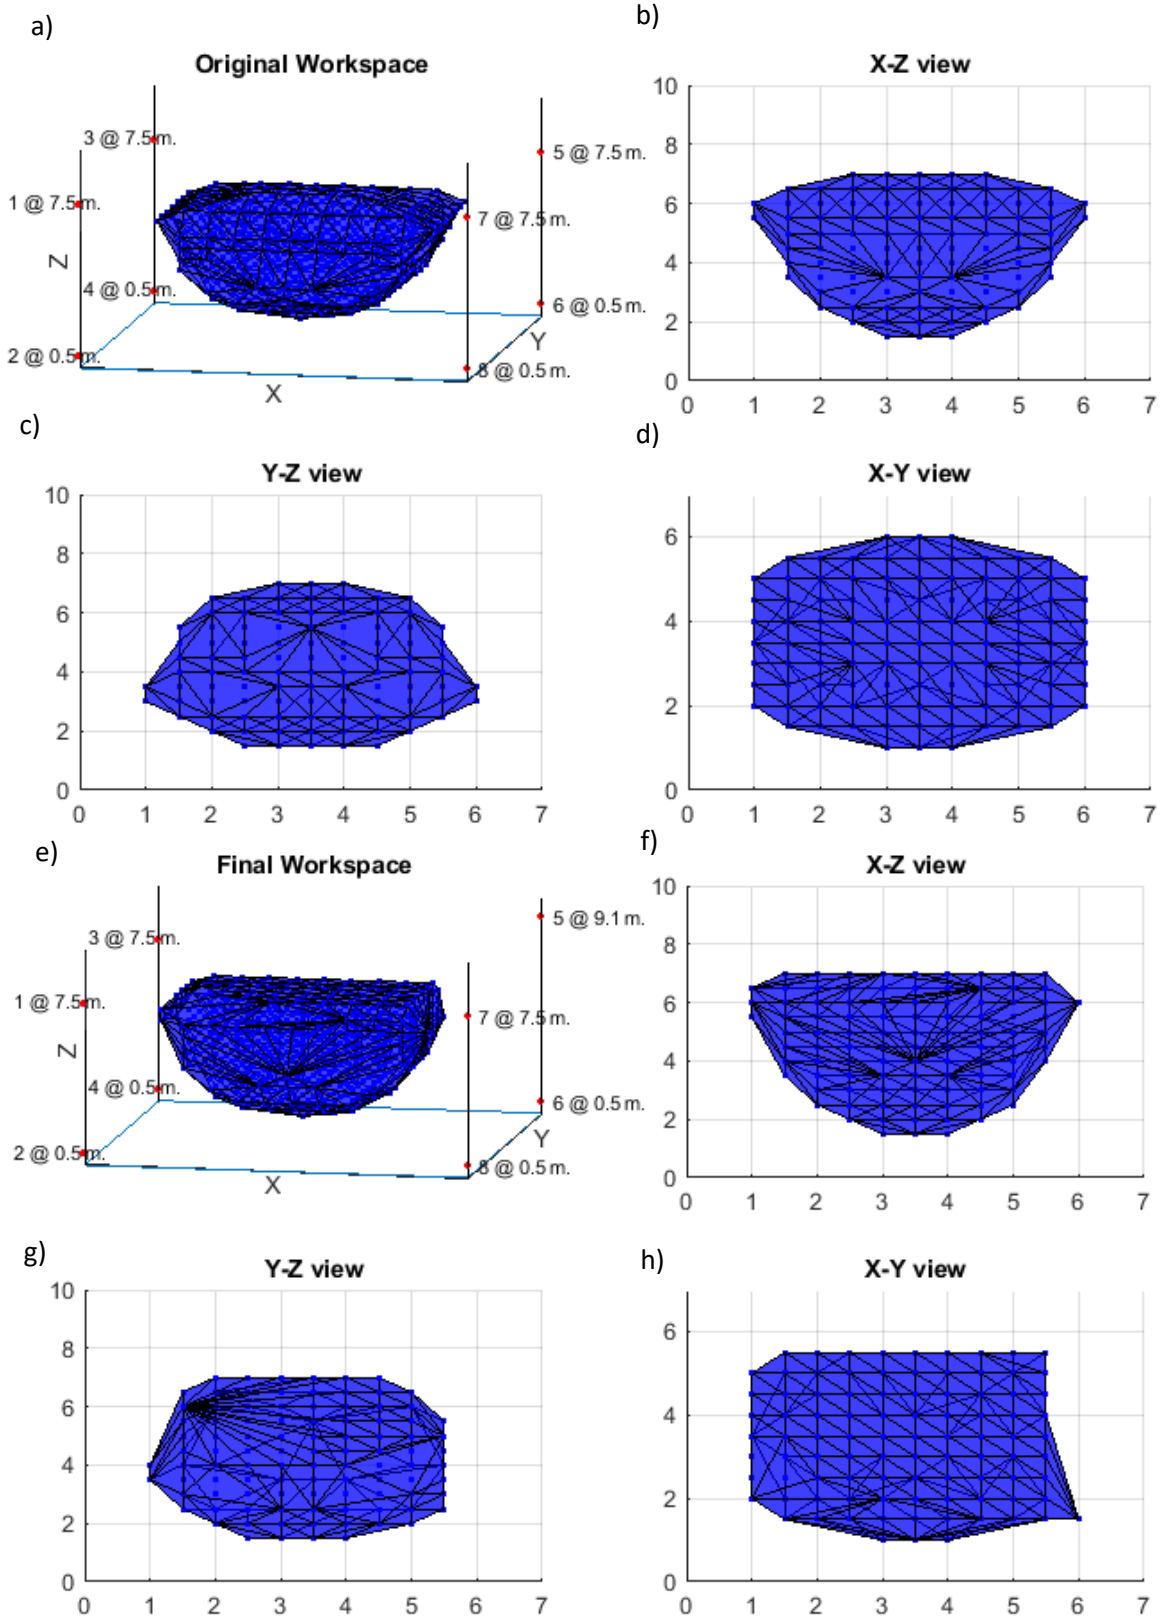 a)
Original Workspace
3 @ 7.5 m.
5 @ 7.5 m.
1 @ 7.5 m.
7 @ 7.5 m.
Z
4 @ 0.5 m.
6 @ 0.5 m.
Y
2 @ 0.5 m.
8 @ 0.5 m.
X
b)
X-Z view
10
8
6
4
2
0
0 1 2 3 4 5 6 7
c)
Y-Z view
10
8
6
4
2
0
0 1 2 3 4 5 6 7
d)
X-Y view
6
4
2
0
0 1 2 3 4 5 6 7
e)
Final Workspace
5 @ 9.1 m.
3 @ 7.5 m.
1 @ 7.5 m.
7 @ 7.5 m.
Z
4 @ 0.5 m.
6 @ 0.5 m.
Y
2 @ 0.5 m.
8 @ 0.5 m.
X
f)
X-Z view
10
8
6
4
2
0
0 1 2 3 4 5 6 7
g)
Y-Z view
10
8
6
4
2
0
0 1 2 3 4 5 6 7
h)
X-Y view
6
4
2
0
0 1 2 3 4 5 6 7